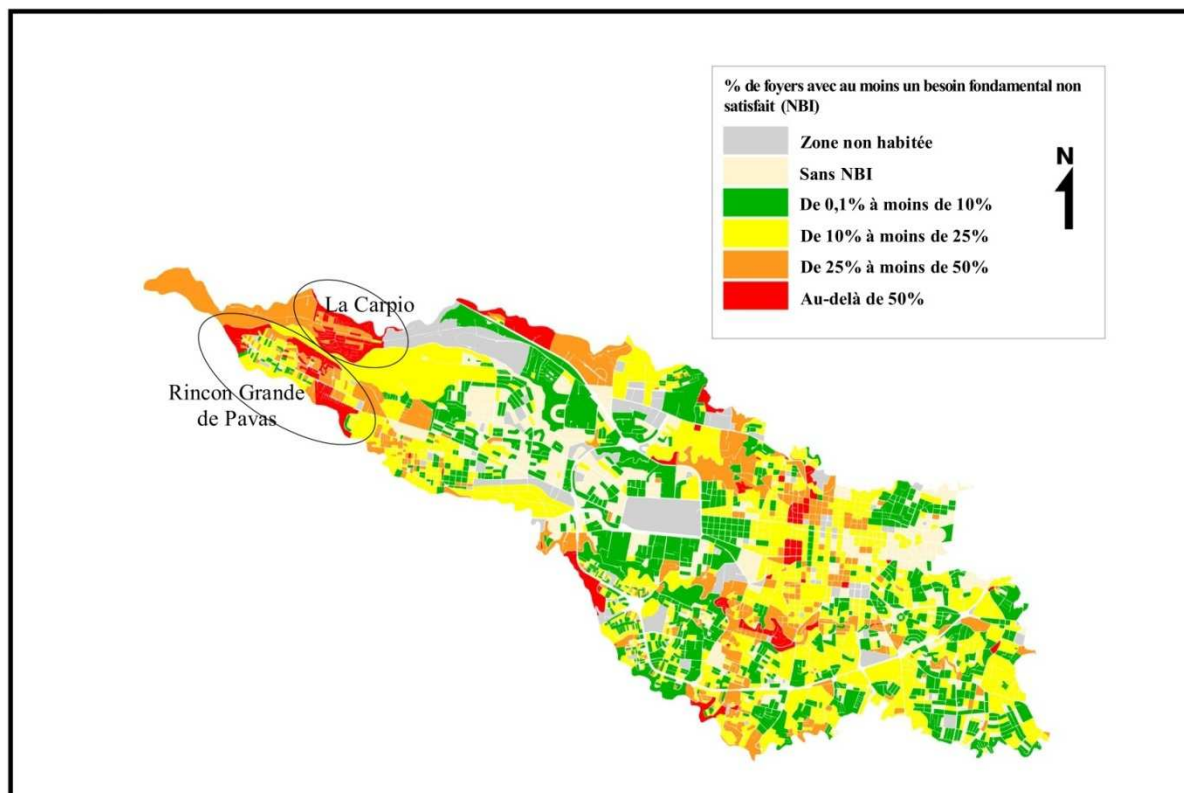 % de foyers avec au moins un besoin fondamental non
satisfait (NBI)
Zone non habitée
Sans NBI
De 0,1% à moins de 10%
De 10% à moins de 25%
De 25% à moins de 50%
Au-delà de 50%
N
La Carpio
Rincon Grande
de Pavas